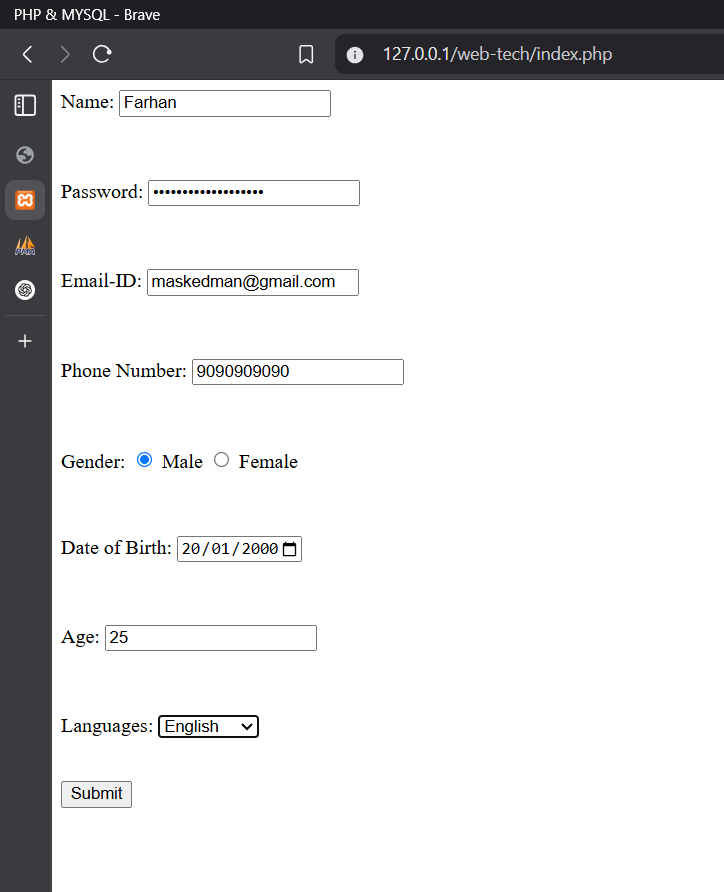 PHP & MYSQL - Brave
127.0.0.1/web-tech/index.php
PMA
Name: Farhan
Password: •••••••••••••••••••
Email-ID: maskedman@gmail.com
Phone Number: 9090909090
Gender: Male Female
Date of Birth: 20/01/2000
Age: 25
Languages: English
Submit